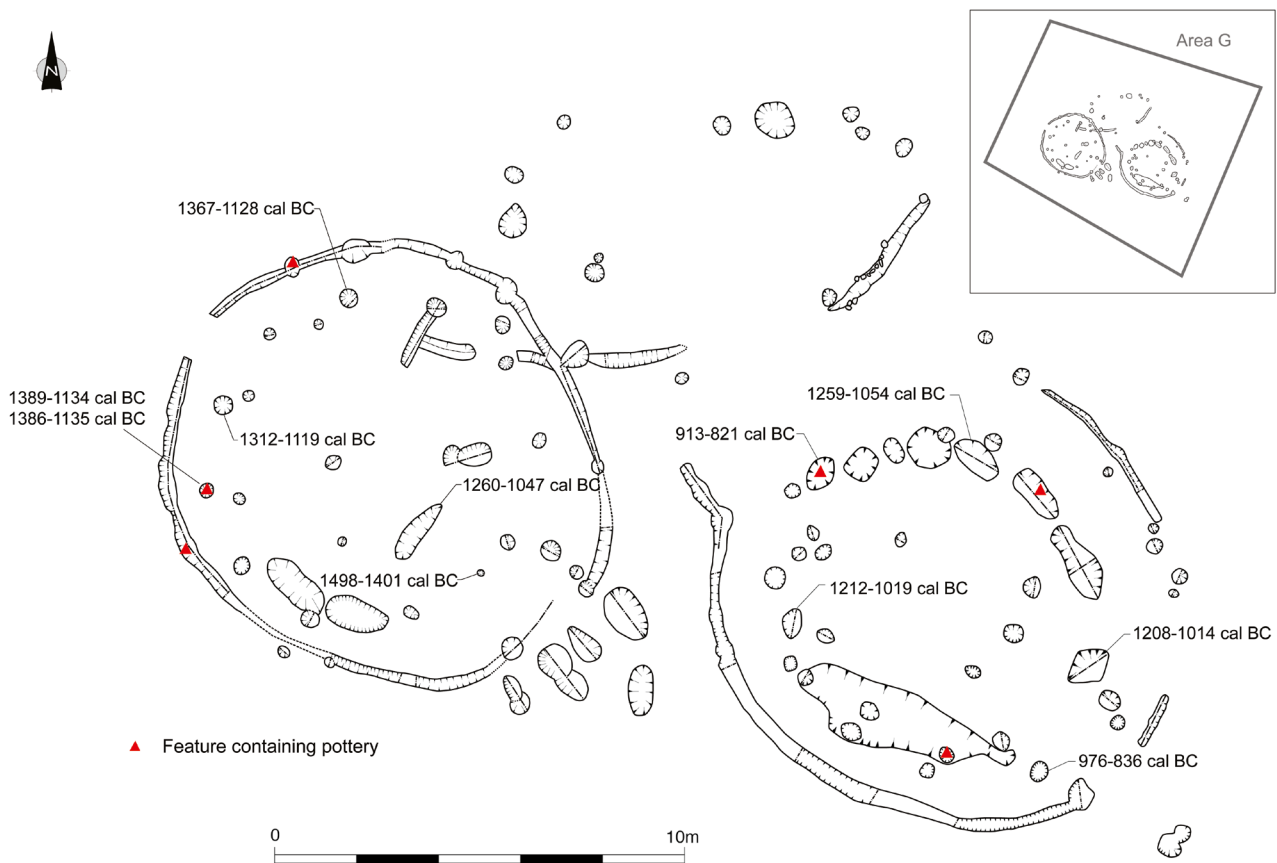 N
Area G
1367-1128 cal BC
1389-1134 cal BC
1386-1135 cal BC
1312-1119 cal BC
1259-1054 cal BC
913-821 cal BC
1260-1047 cal BC
1498-1401 cal BC
1212-1019 cal BC
1208-1014 cal BC
976-836 cal BC
Feature containing pottery
0
10m